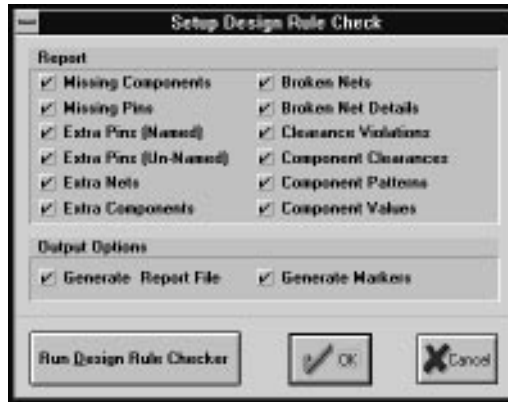 Setup Design Rule Check
Report
Missing Components
Missing Pins
Extra Pins (Named)
Extra Pins (Un-Named)
Extra Nets
Extra Components
Broken Nets
Broken Net Details
Clearance Violations
Component Clearances
Component Patterns
Component Values
Output Options
Generate Report File
Generate Markers
Run Design Rule Checker
OK
Cancel